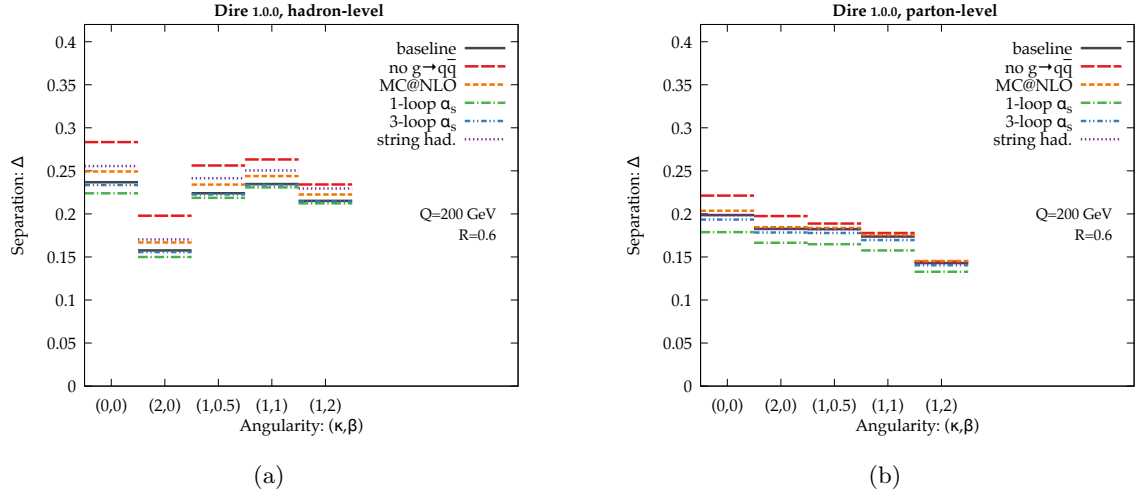 Dire 1.0.0, hadron-level
Separation: Δ
0.4
0.35
0.3
0.25
0.2
0.15
0.1
0.05
0
baseline
no g→qq̅
MC@NLO
1-loop αs
3-loop αs
string had.
Q=200 GeV
R=0.6
(0,0) (2,0) (1,0.5) (1,1) (1,2)
Angularity: (κ,β)
(a)
Dire 1.0.0, parton-level
Separation: Δ
0.4
0.35
0.3
0.25
0.2
0.15
0.1
0.05
0
baseline
no g→qq̅
MC@NLO
1-loop αs
3-loop αs
string had.
Q=200 GeV
R=0.6
(0,0) (2,0) (1,0.5) (1,1) (1,2)
Angularity: (κ,β)
(b)